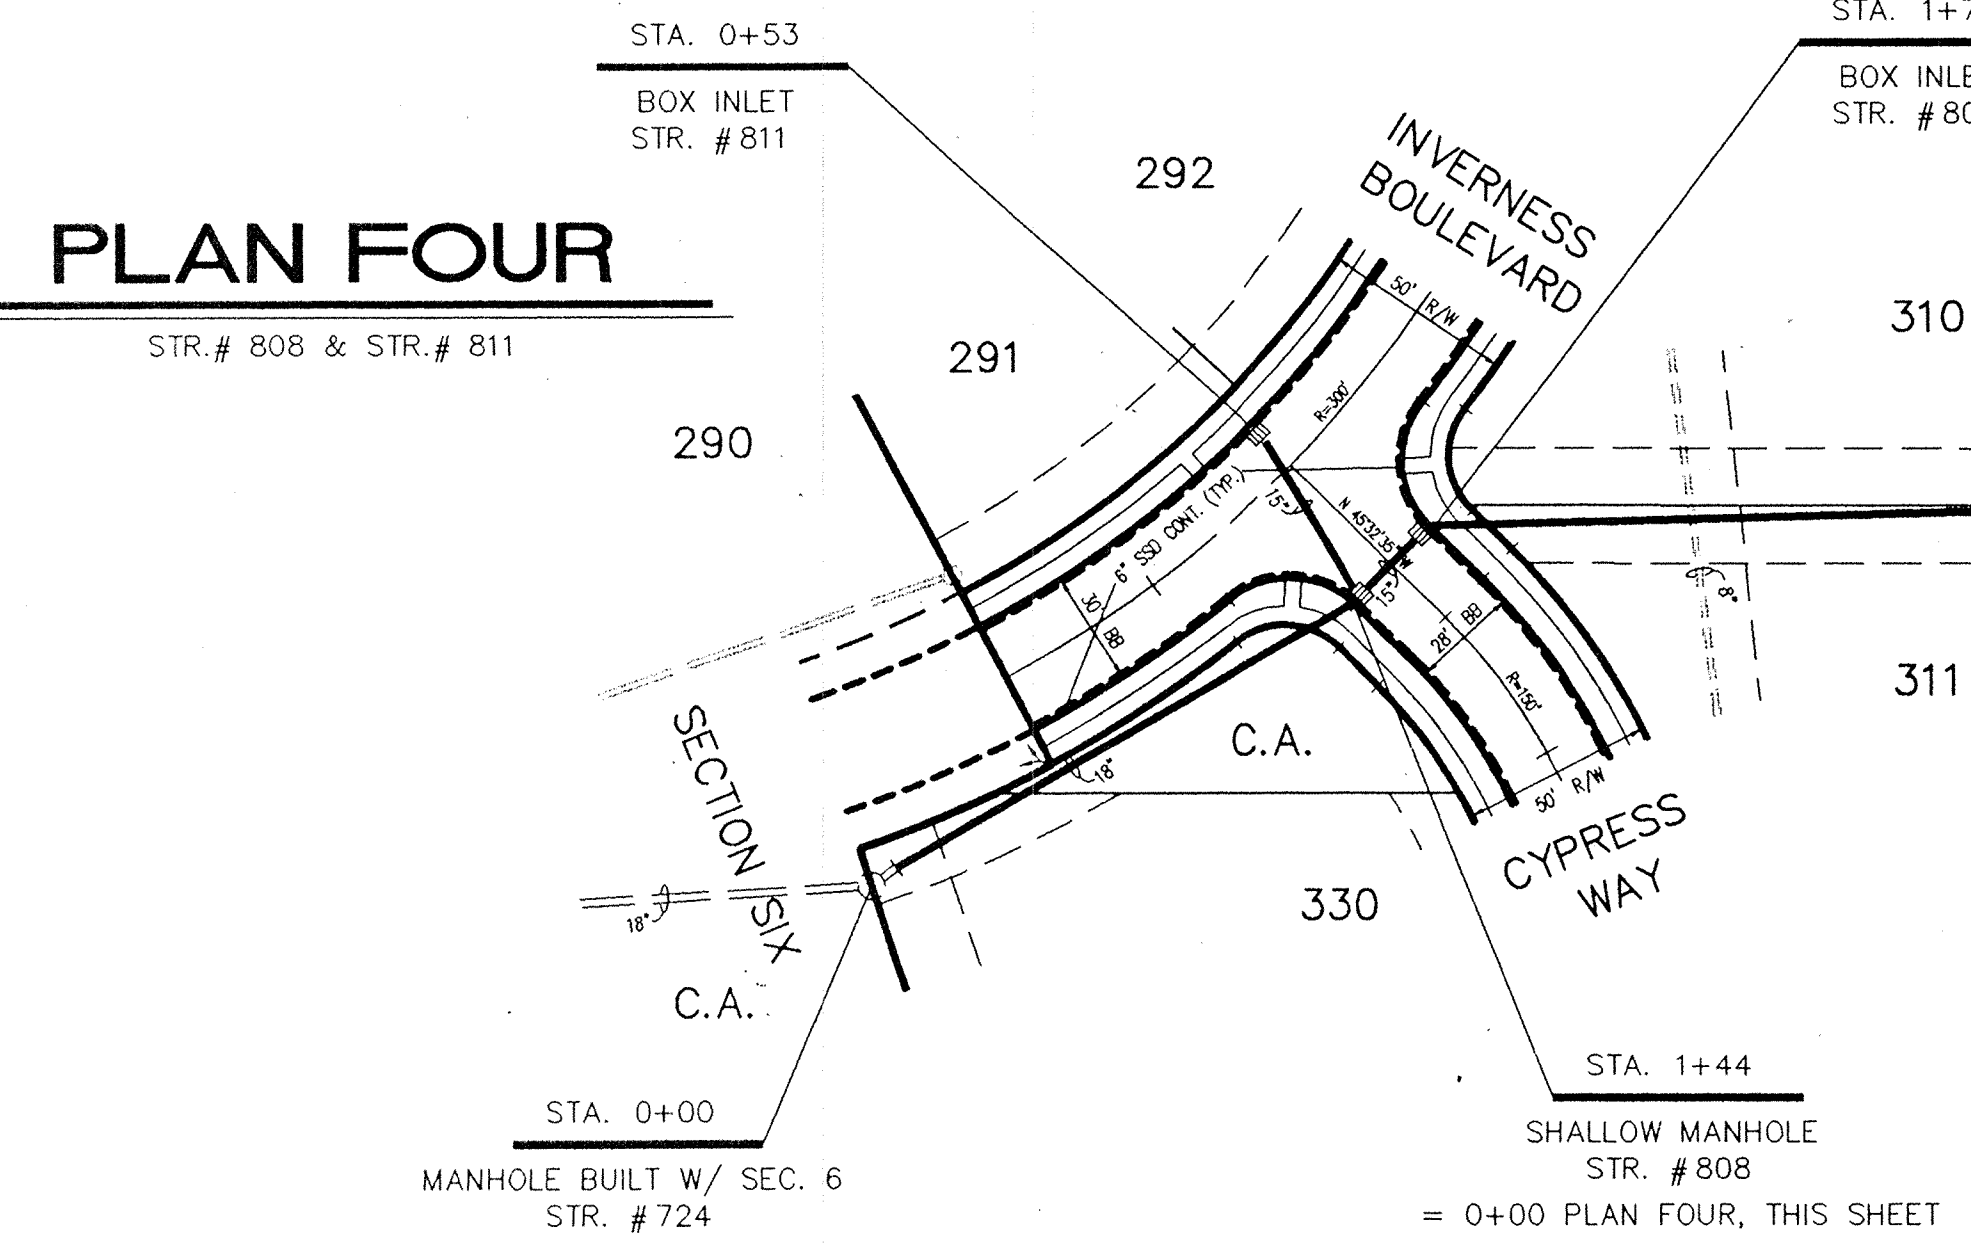 STA. 0+53
BOX INLET
STR. #811
PLAN FOUR
STR.# 808 & STR.# 811
STA. 1+7
BOX INLE
STR. #80
292
INVERNESS
BOULEVARD
50' R/W
310
291
290
R=300'
6" SSD CONT. (TYP.)
15"
N 45°32'35"
15"
8"
30' BB
28' BB
R=150'
311
C.A.
18"
50' R/W
CYPRESS
WAY
SECTION SIX
18"
330
C.A.
STA. 0+00
MANHOLE BUILT W/ SEC. 6
STR. #724
STA. 1+44
SHALLOW MANHOLE
STR. #808
= 0+00 PLAN FOUR, THIS SHEET